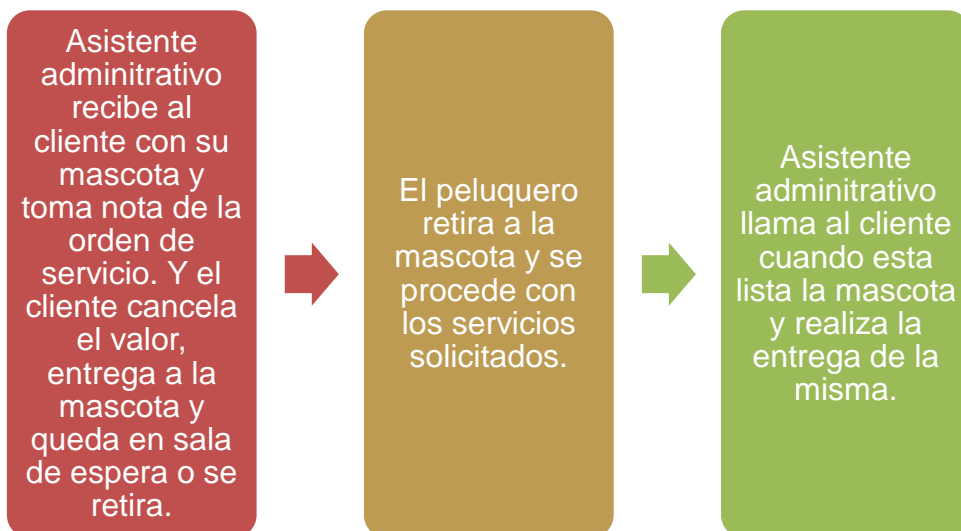 Asistente
adminitrativo
recibe al
cliente con su
mascota y
toma nota de la
orden de
servicio. Y el
cliente cancela
el valor,
entrega a la
mascota y
queda en sala
de espera o se
retira.
El peluquero
retira a la
mascota y se
procede con
los servicios
solicitados.
Asistente
adminitrativo
llama al cliente
cuando esta
lista la mascota
y realiza la
entrega de la
misma.